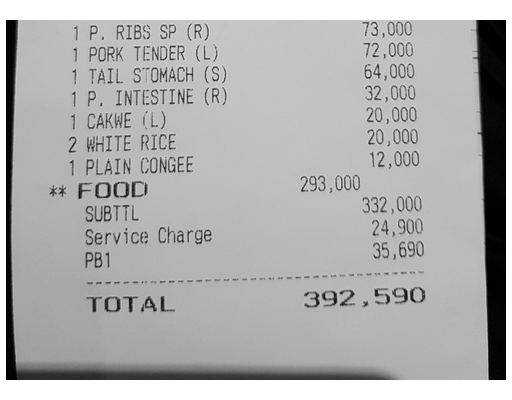 1 P. RIBS SP (R) 73,000
1 PORK TENDER (L) 72,000
1 TAIL STOMACH (S) 64,000
1 P. INTESTINE (R) 32,000
1 CAKWE (L) 20,000
2 WHITE RICE 20,000
1 PLAIN CONGEE 12,000
** FOOD 293,000
SUBTTL 332,000
Service Charge 24,900
PB1 35,690
TOTAL 392,590